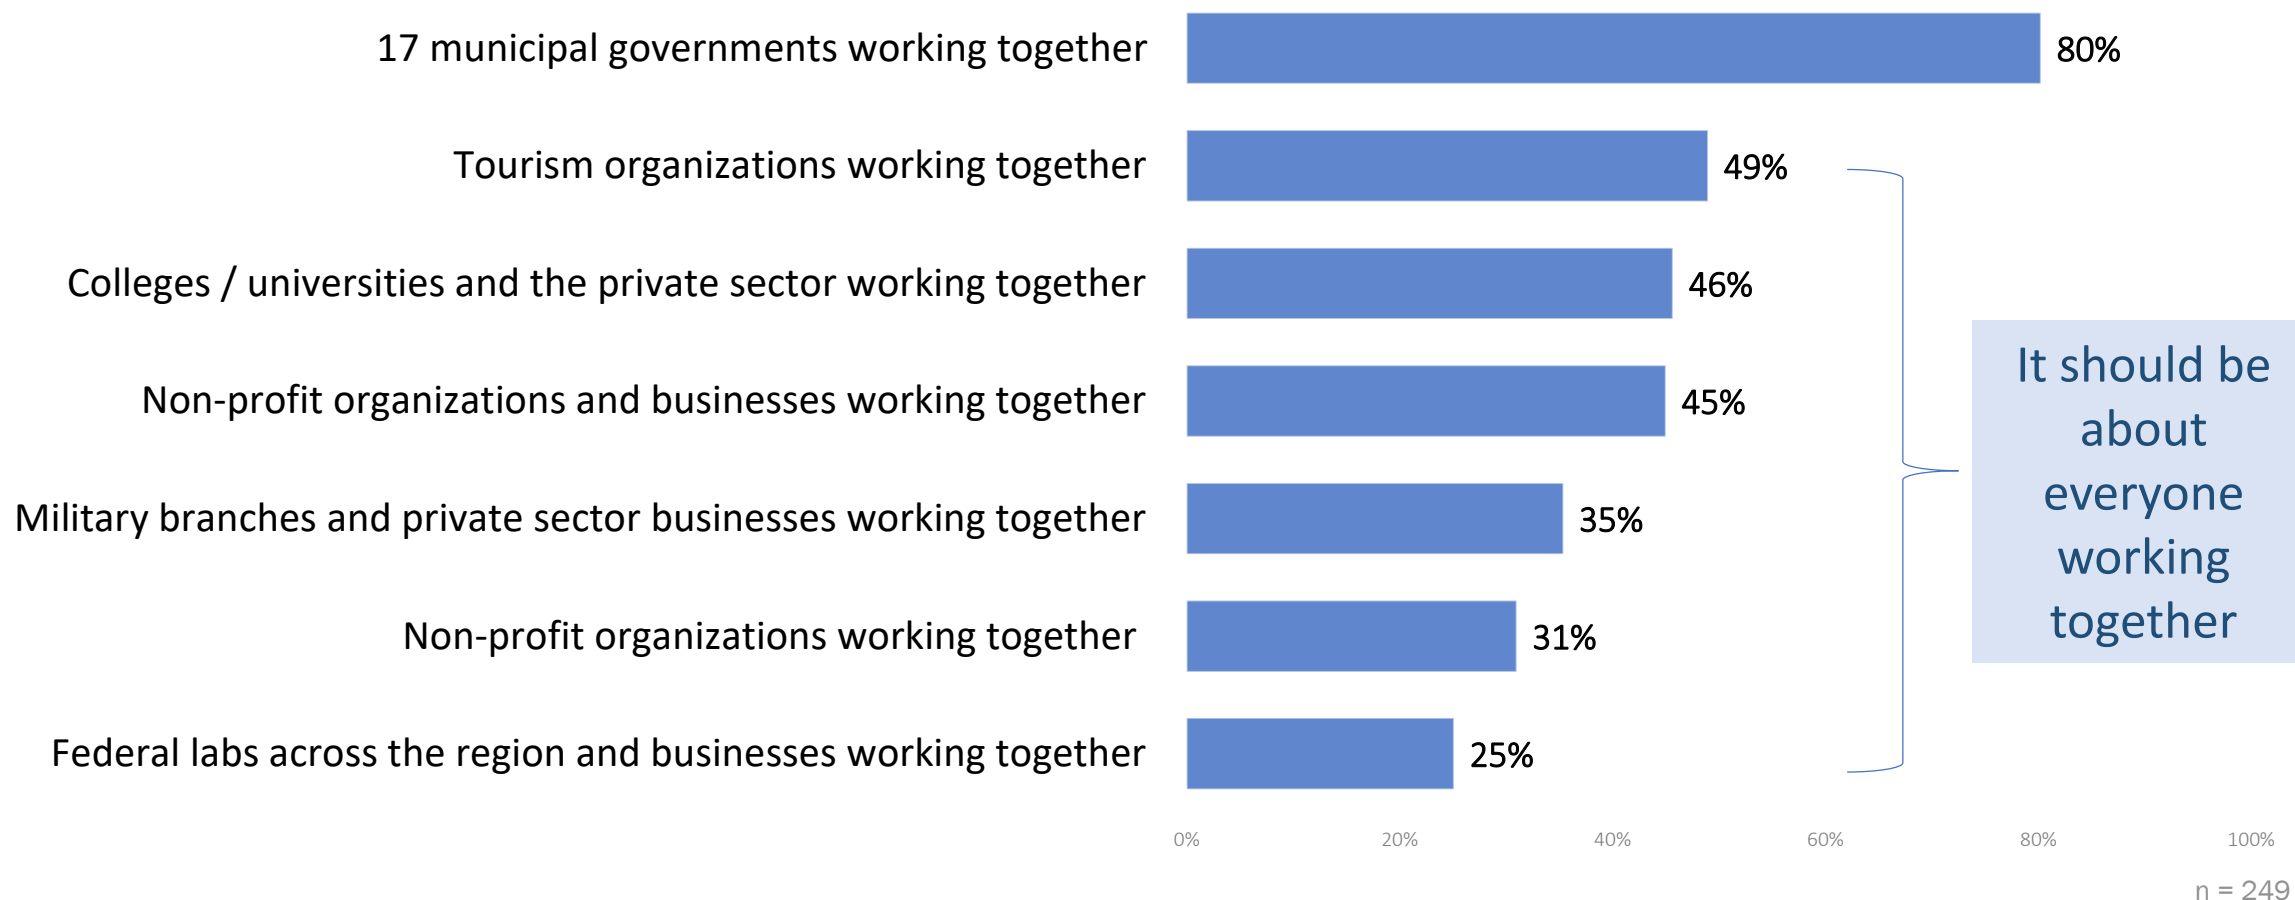 17 municipal governments working together 80%
Tourism organizations working together 49%
Colleges / universities and the private sector working together 46%
Non-profit organizations and businesses working together 45%
Military branches and private sector businesses working together 35%
Non-profit organizations working together 31%
Federal labs across the region and businesses working together 25%
It should be
about
everyone
working
together
0% 20% 40% 60% 80% 100%
n = 249